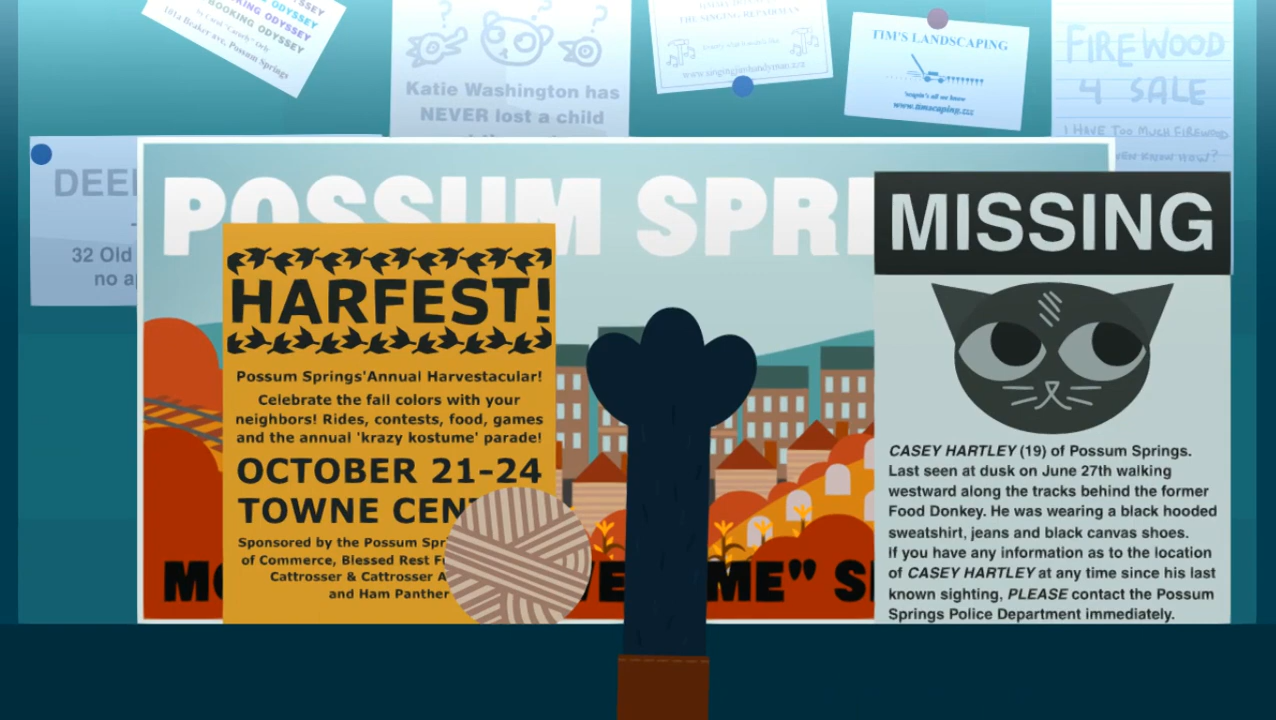 BOOKING ODYSSEY
BOOKING ODYSSEY
101a Beaker ave, Possum Springs
Katie Washington has
NEVER lost a child
THE SINGING REPAIRMAN
TIM'S LANDSCAPING
www.timscaping.zzz
FIREWOOD
4 SALE
I HAVE TOO MUCH FIREWOOD
KNOW HOW?
32 Old
no
POSSUM SPRI
HARFEST!
Possum Springs'Annual Harvestacular!
Celebrate the fall colors with your
neighbors! Rides, contests, food, games
and the annual 'krazy kostume' parade!
OCTOBER 21-24
TOWNE CEN
Sponsored by the Possum Spr
of Commerce, Blessed Rest F
Cattrosser & Cattrosser A
and Ham Panther
ME" S
MISSING
CASEY HARTLEY (19) of Possum Springs.
Last seen at dusk on June 27th walking
westward along the tracks behind the former
Food Donkey. He was wearing a black hooded
sweatshirt, jeans and black canvas shoes.
If you have any information as to the location
of CASEY HARTLEY at any time since his last
known sighting, PLEASE contact the Possum
Springs Police Department immediately.